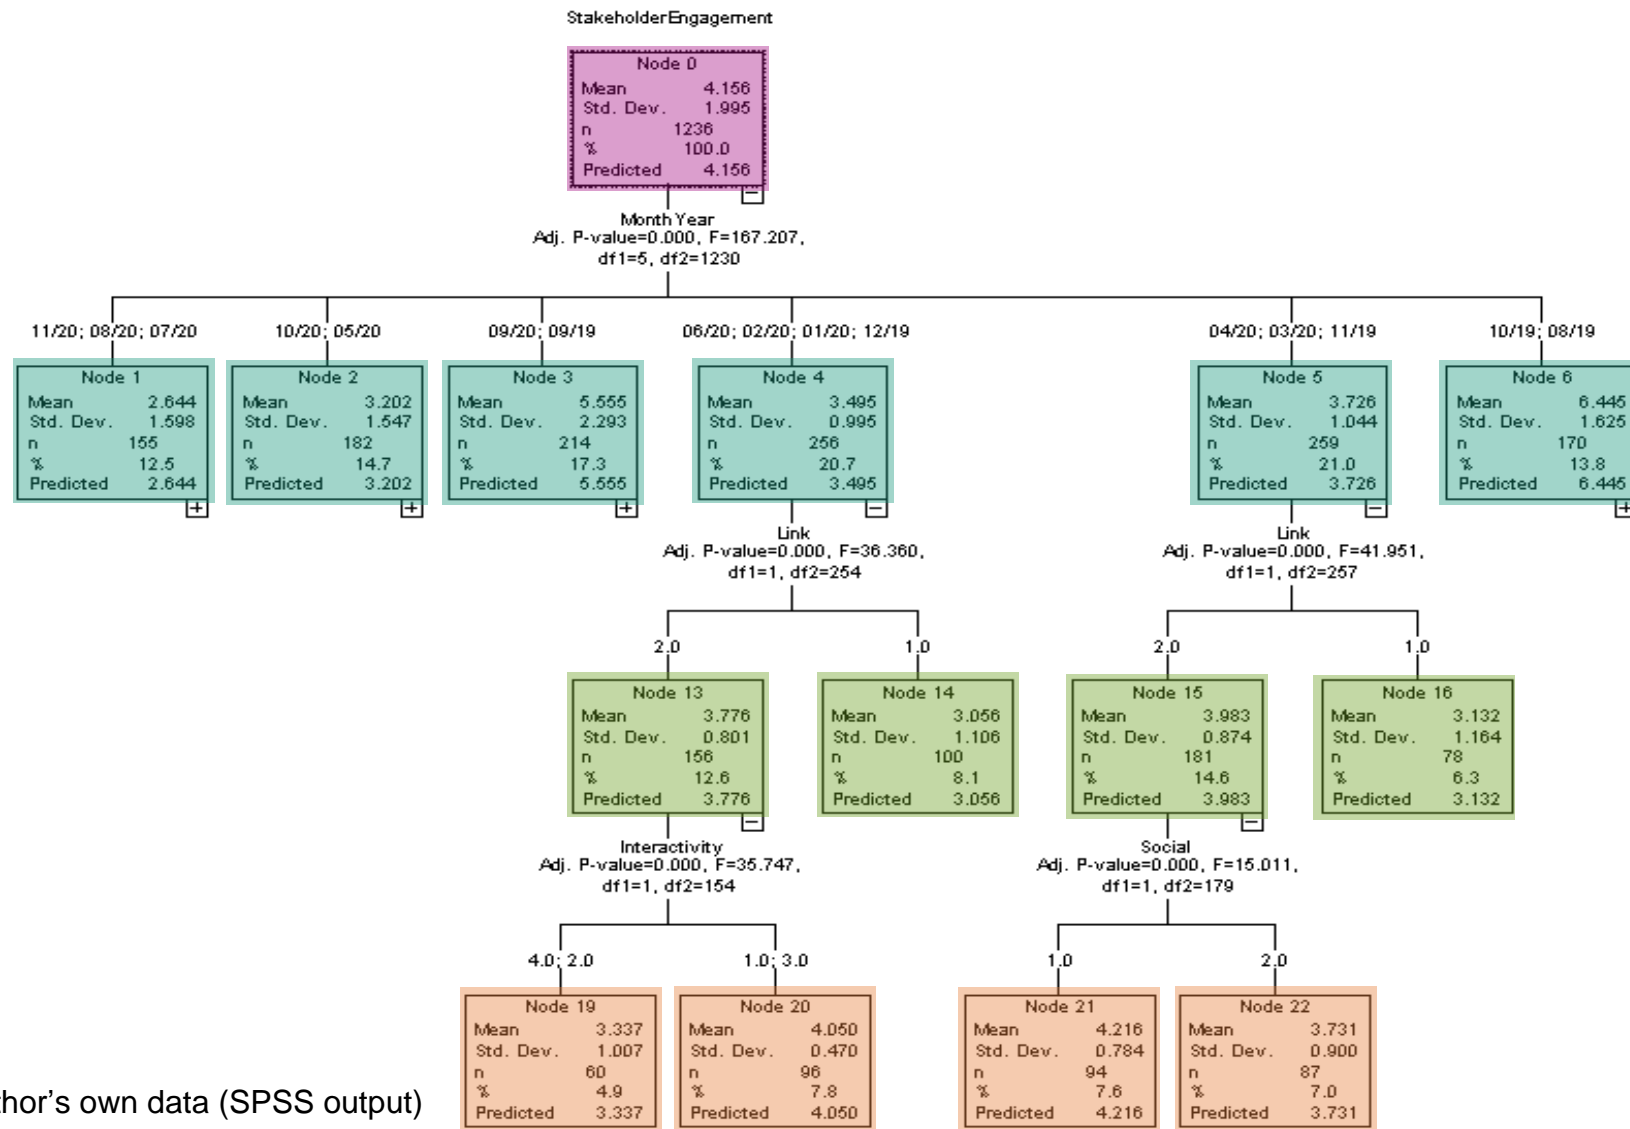 StakeholderEngagement
Node 0
Mean 4.156
Std. Dev. 1.995
n 1236
% 100.0
Predicted 4.156
Month Year
Adj. P-value=0.000, F=167.207,
df1=5, df2=1230
11/20; 08/20; 07/20
10/20; 05/20
09/20; 09/19
06/20; 02/20; 01/20; 12/19
04/20; 03/20; 11/19
10/19; 08/19
Node 1
Mean 2.644
Std. Dev. 1.598
n 155
% 12.5
Predicted 2.644
Node 2
Mean 3.202
Std. Dev. 1.547
n 182
% 14.7
Predicted 3.202
Node 3
Mean 5.555
Std. Dev. 2.293
n 214
% 17.3
Predicted 5.555
Node 4
Mean 3.495
Std. Dev. 0.995
n 256
% 20.7
Predicted 3.495
Node 5
Mean 3.726
Std. Dev. 1.044
n 259
% 21.0
Predicted 3.726
Node 6
Mean 6.445
Std. Dev. 1.625
n 170
% 13.8
Predicted 6.445
Link
Adj. P-value=0.000, F=36.360,
df1=1, df2=254
Link
Adj. P-value=0.000, F=41.951,
df1=1, df2=257
2.0
1.0
2.0
1.0
Node 13
Mean 3.776
Std. Dev. 0.801
n 156
% 12.6
Predicted 3.776
Node 14
Mean 3.056
Std. Dev. 1.106
n 100
% 8.1
Predicted 3.056
Node 15
Mean 3.983
Std. Dev. 0.874
n 181
% 14.6
Predicted 3.983
Node 16
Mean 3.132
Std. Dev. 1.164
n 78
% 6.3
Predicted 3.132
Interactivity
Adj. P-value=0.000, F=35.747,
df1=1, df2=154
Social
Adj. P-value=0.000, F=15.011,
df1=1, df2=179
4.0; 2.0
1.0; 3.0
1.0
2.0
Node 19
Mean 3.337
Std. Dev. 1.007
n 60
% 4.9
Predicted 3.337
Node 20
Mean 4.050
Std. Dev. 0.470
n 96
% 7.8
Predicted 4.050
Node 21
Mean 4.216
Std. Dev. 0.784
n 94
% 7.6
Predicted 4.216
Node 22
Mean 3.731
Std. Dev. 0.900
n 87
% 7.0
Predicted 3.731
thor's own data (SPSS output)